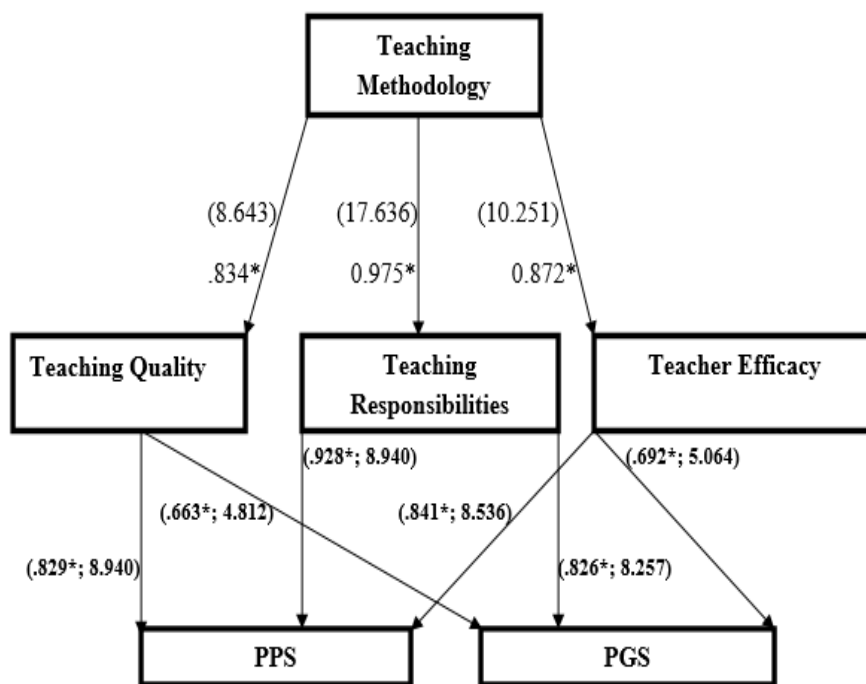 Teaching
Methodology
(8.643)
(17.636)
(10.251)
.834*
0.975*
0.872*
Teaching Quality
Teaching
Responsibilities
Teacher Efficacy
(.928*; 8.940)
(.692*; 5.064)
(.663*; 4.812)
(.841*; 8.536)
(.829*; 8.940)
(.826*; 8.257)
PPS
PGS